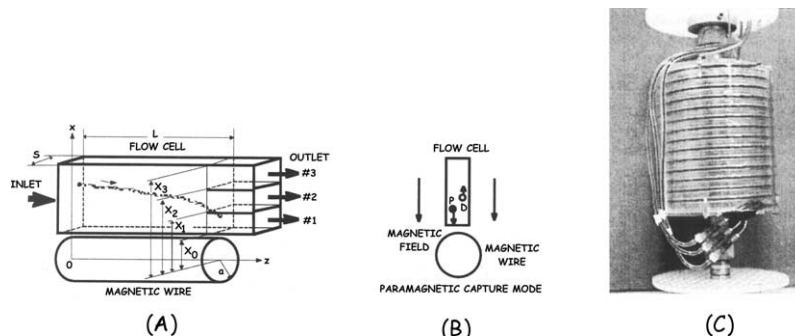 x
L
FLOW CELL
S
OUTLET
#3
INLET
X3
#2
X2
#1
X1
X0
O
z
a
MAGNETIC WIRE
(A)
FLOW CELL
P
D
MAGNETIC
FIELD
MAGNETIC
WIRE
PARAMAGNETIC CAPTURE MODE
(B)
(C)